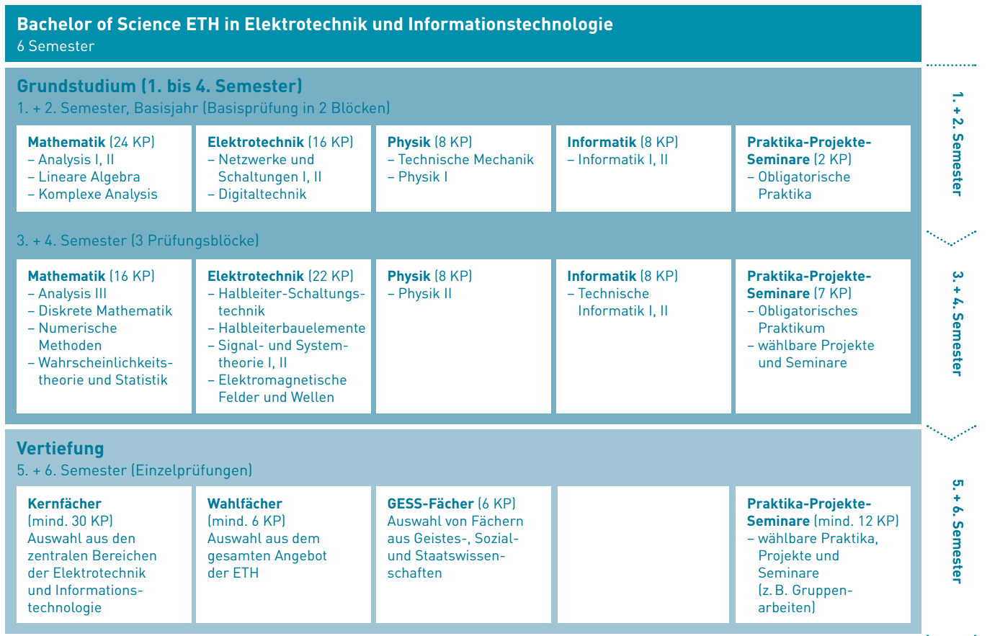 Bachelor of Science ETH in Elektrotechnik und Informationstechnologie
6 Semester
Grundstudium (1. bis 4. Semester)
1. + 2. Semester, Basisjahr (Basisprüfung in 2 Blöcken)
Mathematik (24 KP)
– Analysis I, II
– Lineare Algebra
– Komplexe Analysis
Elektrotechnik (16 KP)
– Netzwerke und
Schaltungen I, II
– Digitaltechnik
Physik (8 KP)
– Technische Mechanik
– Physik I
Informatik (8 KP)
– Informatik I, II
Praktika-Projekte-
Seminare (2 KP)
– Obligatorische
Praktika
1. + 2. Semester
3. + 4. Semester (3 Prüfungsblöcke)
Mathematik (16 KP)
– Analysis III
– Diskrete Mathematik
– Numerische
Methoden
– Wahrscheinlichkeits-
theorie und Statistik
Elektrotechnik (22 KP)
– Halbleiter-Schaltungs-
technik
– Halbleiterbauelemente
– Signal- und System-
theorie I, II
– Elektromagnetische
Felder und Wellen
Physik (8 KP)
– Physik II
Informatik (8 KP)
– Technische
Informatik I, II
Praktika-Projekte-
Seminare (7 KP)
– Obligatorisches
Praktikum
– wählbare Projekte
und Seminare
3. + 4. Semester
Vertiefung
5. + 6. Semester (Einzelprüfungen)
Kernfächer
(mind. 30 KP)
Auswahl aus den
zentralen Bereichen
der Elektrotechnik
und Informations-
technologie
Wahlfächer
(mind. 6 KP)
Auswahl aus dem
gesamten Angebot
der ETH
GESS-Fächer (6 KP)
Auswahl von Fächern
aus Geistes-, Sozial-
und Staatswissen-
schaften
Praktika-Projekte-
Seminare (mind. 12 KP)
– wählbare Praktika,
Projekte und
Seminare
(z. B. Gruppen-
arbeiten)
5. + 6. Semester